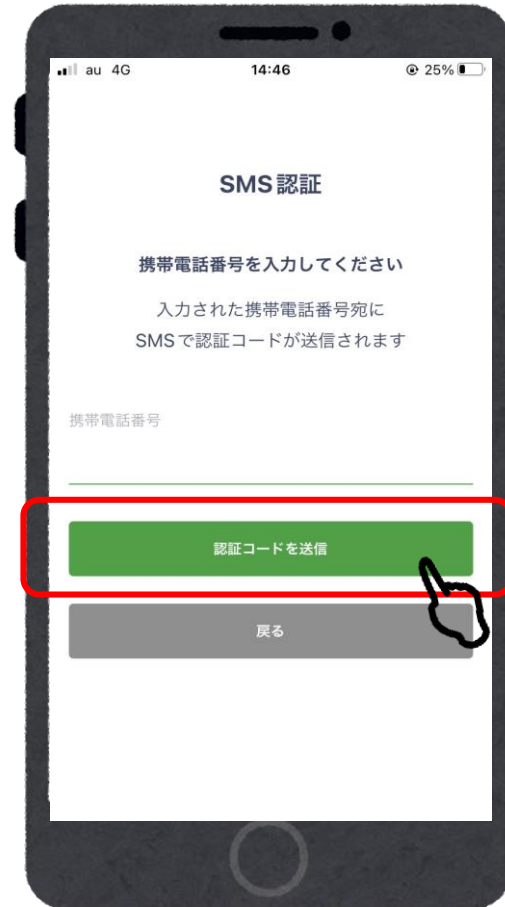 au 4G 14:46 25%
SMS認証
携帯電話番号を入力してください
入力された携帯電話番号宛に
SMSで認証コードが送信されます
携帯電話番号
認証コードを送信
戻る